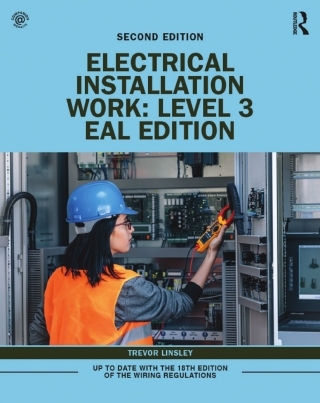 SECOND EDITION
ELECTRICAL
INSTALLATION
WORK: LEVEL 3
EAL EDITION
Routledge
TREVOR LINSLEY
UP TO DATE WITH THE 18TH EDITION
OF THE WIRING REGULATIONS